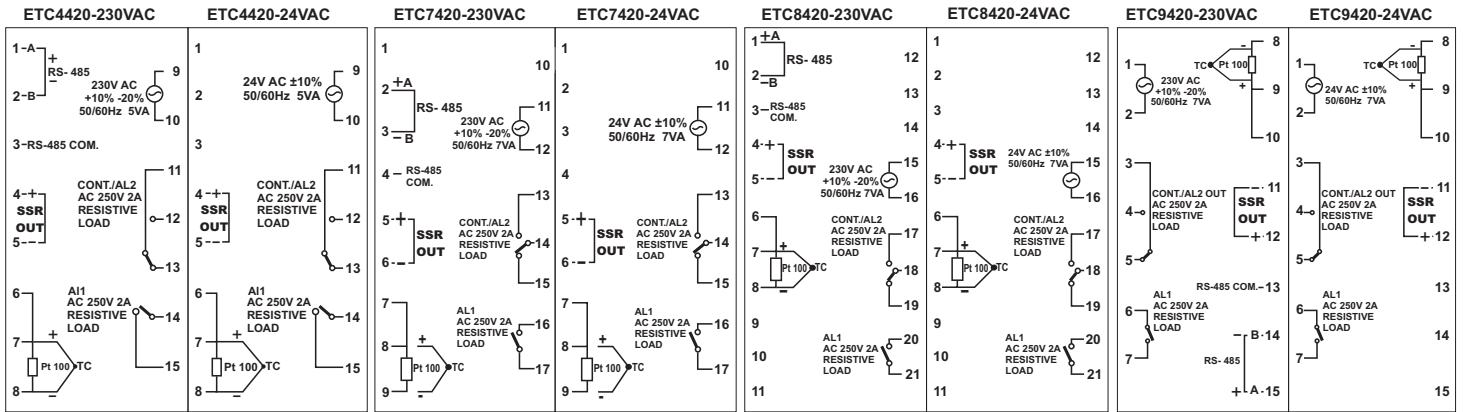 ETC4420-230VAC
1 -A
+
RS- 485
−
2 -B
230V AC
+10% -20%
50/60Hz 5VA
9
10
3 -RS-485 COM.
4 -+
SSR
OUT
5 --
CONT./AL2
AC 250V 2A
RESISTIVE
LOAD
11
12
13
6
7
+
Pt 100
TC
8
−
Al1
AC 250V 2A
RESISTIVE
LOAD
14
15
ETC4420-24VAC
1
2
3
24V AC ±10%
50/60Hz 5VA
9
10
4 -+
SSR
OUT
5 --
CONT./AL2
AC 250V 2A
RESISTIVE
LOAD
11
12
13
6
7
+
Pt 100
TC
8
−
Al1
AC 250V 2A
RESISTIVE
LOAD
14
15
ETC7420-230VAC
1
10
2
+A
RS- 485
3
− B
230V AC
+10% -20%
50/60Hz 7VA
11
12
4 − RS-485
COM.
5 -+
SSR
OUT
6 --
CONT./AL2
AC 250V 2A
RESISTIVE
LOAD
13
14
15
7
8
+
Pt 100
TC
9
-
AL1
AC 250V 2A
RESISTIVE
LOAD
16
17
ETC7420-24VAC
1
10
2
3
4
24V AC ±10%
50/60Hz 7VA
11
12
5 -+
SSR
OUT
6 --
CONT./AL2
AC 250V 2A
RESISTIVE
LOAD
13
14
15
7
8
+
Pt 100
TC
9
-
AL1
AC 250V 2A
RESISTIVE
LOAD
16
17
ETC8420-230VAC
1 +A
RS- 485
2 −B
3 − RS-485
COM.
12
13
14
4 -+
SSR
OUT
5 --
230V AC
+10% -20%
50/60Hz 7VA
15
16
6
7
+
Pt 100
TC
8
−
CONT./AL2
AC 250V 2A
RESISTIVE
LOAD
17
18
19
9
10
11
AL1
AC 250V 2A
RESISTIVE
LOAD
20
21
ETC8420-24VAC
1
2
3
12
13
14
4 -+
SSR
OUT
5 --
24V AC ±10%
50/60Hz 7VA
15
16
6
7
+
Pt 100
TC
8
−
CONT./AL2
AC 250V 2A
RESISTIVE
LOAD
17
18
19
9
10
11
AL1
AC 250V 2A
RESISTIVE
LOAD
20
21
ETC9420-230VAC
1
230V AC
+10% -20%
50/60Hz 7VA
2
8
-
TC
Pt 100
+
9
10
3
4
5
CONT./AL2 OUT
AC 250V 2A
RESISTIVE
LOAD
11
SSR
OUT
+ 12
RS-485 COM.-13
6
AL1
AC 250V 2A
RESISTIVE
LOAD
7
− B-14
RS- 485
+ A-15
ETC9420-24VAC
1
24V AC ±10%
50/60Hz 7VA
2
8
-
TC
Pt 100
+
9
10
3
4
5
CONT./AL2 OUT
AC 250V 2A
RESISTIVE
LOAD
11
SSR
OUT
+ 12
13
6
AL1
AC 250V 2A
RESISTIVE
LOAD
7
14
15